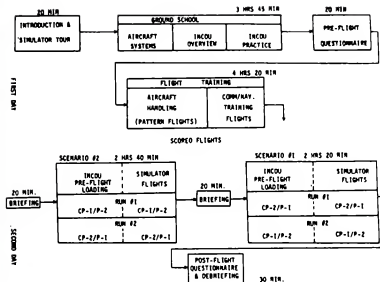 20 MIN
INTRODUCTION &
SIMULATOR TOUR
3 HRS 45 MIN
GROUND SCHOOL
AIRCRAFT
SYSTEMS
INCOU
OVERVIEW
INCOU
PRACTICE
20 MIN
PRE-FLIGHT
QUESTIONNAIRE
4 HRS 20 MIN
FLIGHT TRAINING
AIRCRAFT
HANDLING
(PATTERN FLIGHTS)
COMM/NAV.
TRAINING
FLIGHTS
FIRST DAY
SCORED FLIGHTS
20 MIN.
BRIEFING
SCENARIO #2 2 HRS 40 MIN
INCOU
PRE-FLIGHT
LOADING
SIMULATOR
FLIGHTS
RUN #1
CP-1/P-2 CP-1/P-2
RUN #2
CP-2/P-1 CP-2/P-1
20 MIN.
BRIEFING
SCENARIO #1 2 HRS 20 MIN
INCOU
PRE-FLIGHT
LOADING
SIMULATOR
FLIGHTS
RUN #1
CP-2/P-1 CP-2/P-1
RUN #2
CP-1/P-2 CP-1/P-2
SECOND DAY
POST-FLIGHT
QUESTIONNAIRE
& DEBRIEFING
30 MIN.